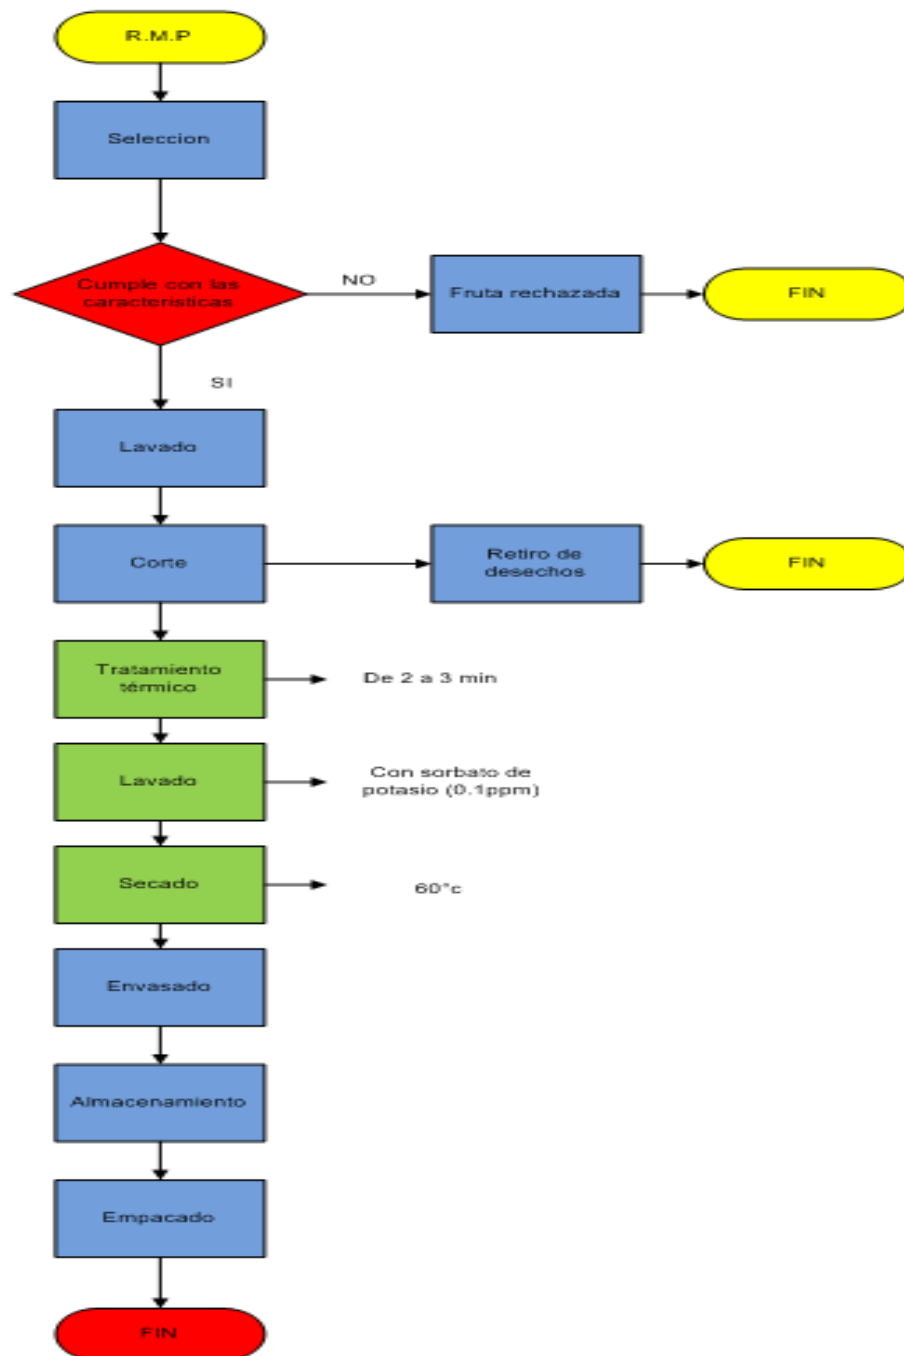 R.M.P
Seleccion
Cumple con las
caracteristicas
NO
Fruta rechazada
FIN
SI
Lavado
Corte
Retiro de
desechos
FIN
Tratamiento
térmico
De 2 a 3 min
Lavado
Con sorbato de
potasio (0.1ppm)
Secado
60°c
Envasado
Almacenamiento
Empacado
FIN